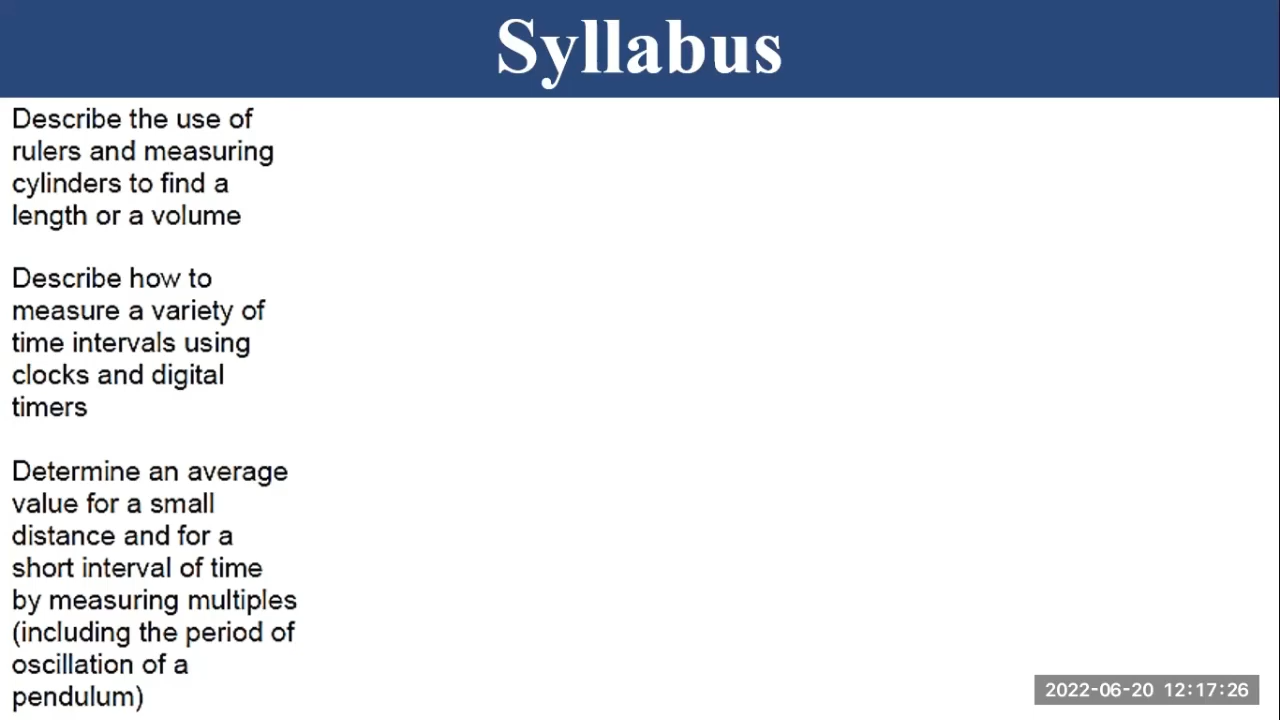 Syllabus
Describe the use of
rulers and measuring
cylinders to find a
length or a volume
Describe how to
measure a variety of
time intervals using
clocks and digital
timers
Determine an average
value for a small
distance and for a
short interval of time
by measuring multiples
(including the period of
oscillation of a
pendulum)
2022-06-20 12:17:26